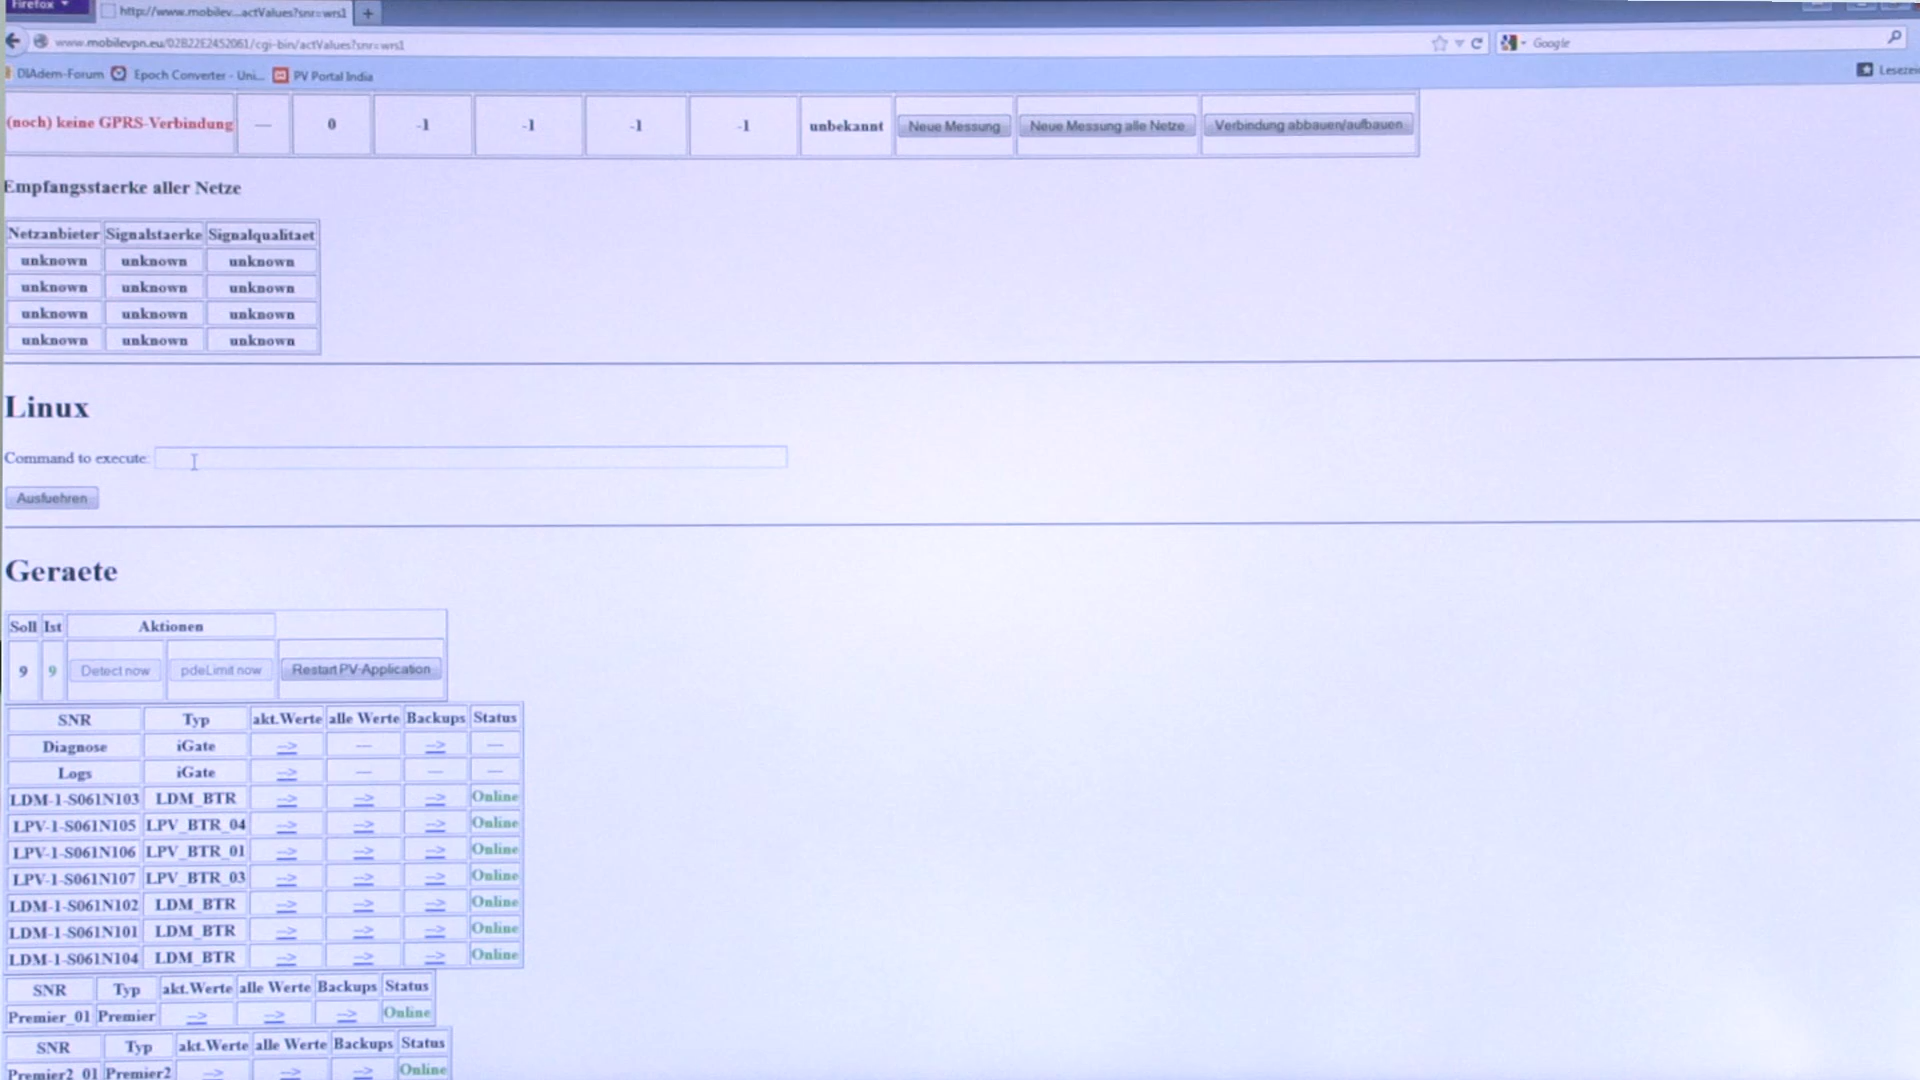 Firefox
http://www.mobilev...actValues?snr=wrs1
www.mobilevpn.eu/02B22E2452061/cgi-bin/actValues?snr=wrs1
Google
DIAdem-Forum Epoch Converter - Uni... PV Portal India
Lesezei
(noch) keine GPRS-Verbindung --- 0 -1 -1 -1 -1 unbekannt Neue Messung Neue Messung alle Netze Verbindung abbauen/aufbauen
Empfangsstaerke aller Netze
Netzanbieter Signalstaerke Signalqualitaet
unknown unknown unknown
unknown unknown unknown
unknown unknown unknown
unknown unknown unknown
Linux
Command to execute:
Ausfuehren
Geraete
Soll Ist Aktionen
9 9 Detect now pdeLimit now Restart PV-Application
SNR Typ akt.Werte alle Werte Backups Status
Diagnose iGate --> --- --> ---
Logs iGate --> --- --- ---
LDM-1-S061N103 LDM_BTR --> --> --> Online
LPV-1-S061N105 LPV_BTR_04 --> --> --> Online
LPV-1-S061N106 LPV_BTR_01 --> --> --> Online
LPV-1-S061N107 LPV_BTR_03 --> --> --> Online
LDM-1-S061N102 LDM_BTR --> --> --> Online
LDM-1-S061N101 LDM_BTR --> --> --> Online
LDM-1-S061N104 LDM_BTR --> --> --> Online
SNR Typ akt.Werte alle Werte Backups Status
Premier_01 Premier --> --> --> Online
SNR Typ akt.Werte alle Werte Backups Status
Premier2_01 Premier2 --> --> --> Online